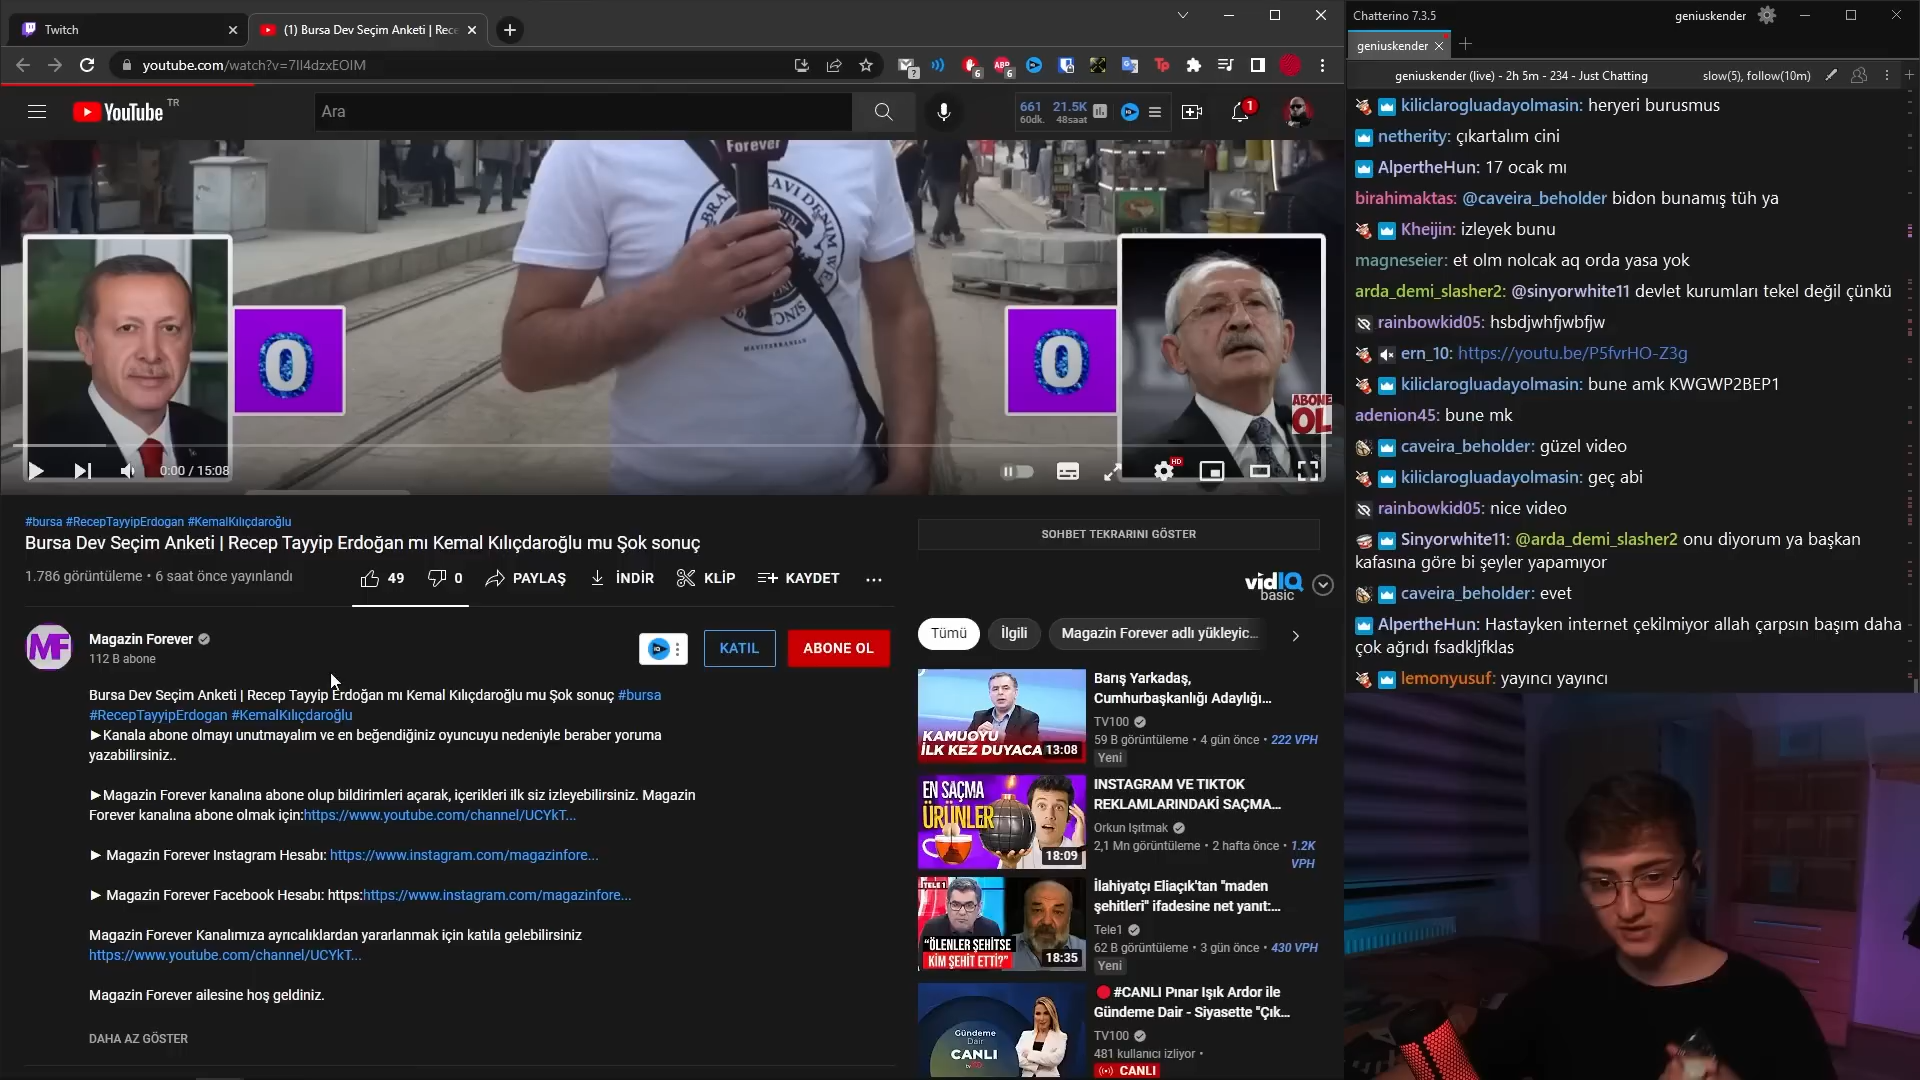 Twitch
(1) Bursa Dev Seçim Anketi | Rece
youtube.com/watch?v=7II4dzxEOIM
YouTube TR
Ara
661 21.5K
60dk. 48saat
1
Forever
0
0
ABONE
OL
0:00 / 15:08
HD
#bursa #RecepTayyipErdogan #KemalKılıçdaroğlu
Bursa Dev Seçim Anketi | Recep Tayyip Erdoğan mı Kemal Kılıçdaroğlu mu Şok sonuç
1.786 görüntüleme • 6 saat önce yayınlandı
49 0 PAYLAŞ İNDİR KLİP KAYDET ...
MF
Magazin Forever
112 B abone
KATIL
ABONE OL
Bursa Dev Seçim Anketi | Recep Tayyip Erdoğan mı Kemal Kılıçdaroğlu mu Şok sonuç #bursa
#RecepTayyipErdogan #KemalKılıçdaroğlu
►Kanala abone olmayı unutmayalım ve en beğendiğiniz oyuncuyu nedeniyle beraber yoruma
yazabilirsiniz..
►Magazin Forever kanalına abone olup bildirimleri açarak, içerikleri ilk siz izleyebilirsiniz. Magazin
Forever kanalına abone olmak için:https://www.youtube.com/channel/UCYkT...
► Magazin Forever Instagram Hesabı: https://www.instagram.com/magazinfore...
► Magazin Forever Facebook Hesabı: https:https://www.instagram.com/magazinfore...
Magazin Forever Kanalımıza ayrıcalıklardan yararlanmak için katıla gelebilirsiniz
https://www.youtube.com/channel/UCYkT...
Magazin Forever ailesine hoş geldiniz.
DAHA AZ GÖSTER
SOHBET TEKRARINI GÖSTER
vidIQ
basic
Tümü
İlgili
Magazin Forever adlı yükleyic...
KAMUOYU
İLK KEZ DUYACA
13:08
Barış Yarkadaş,
Cumhurbaşkanlığı Adaylığı...
TV100
59 B görüntüleme • 4 gün önce • 222 VPH
Yeni
EN SAÇMA
ÜRÜNLER
18:09
INSTAGRAM VE TIKTOK
REKLAMLARINDAKİ SAÇMA...
Orkun Işıtmak
2,1 Mn görüntüleme • 2 hafta önce • 1.2K
VPH
TELE1
"ÖLENLER ŞEHİTSE
KİM ŞEHİT ETTİ?"
18:35
İlahiyatçı Eliaçık'tan "maden
şehitleri" ifadesine net yanıt:...
Tele1
62 B görüntüleme • 3 gün önce • 430 VPH
Yeni
Gündeme
Dair
CANLI
#CANLI Pınar Işık Ardor ile
Gündeme Dair - Siyasette "Çık...
TV100
481 kullanıcı izliyor •
CANLI
Chatterino 7.3.5
geniuskender
geniuskender
geniuskender (live) - 2h 5m - 234 - Just Chatting
slow(5), follow(10m)
kiliclarogluadayolmasin: heryeri burusmus
netherity: çıkartalım cini
AlpertheHun: 17 ocak mı
birahimaktas: @caveira_beholder bidon bunamış tüh ya
Kheijin: izleyek bunu
magneseier: et olm nolcak aq orda yasa yok
arda_demi_slasher2: @sinyorwhite11 devlet kurumları tekel değil çünkü
rainbowkid05: hsbdjwhfjwbfjw
ern_10: https://youtu.be/P5fvrHO-Z3g
kiliclarogluadayolmasin: bune amk KWGWP2BEP1
adenion45: bune mk
caveira_beholder: güzel video
kiliclarogluadayolmasin: geç abi
rainbowkid05: nice video
Sinyorwhite11: @arda_demi_slasher2 onu diyorum ya başkan
kafasına göre bi şeyler yapamıyor
caveira_beholder: evet
AlpertheHun: Hastayken internet çekilmiyor allah çarpsın başım daha
çok ağrıdı fsadkljfklas
lemonyusuf: yayıncı yayıncı